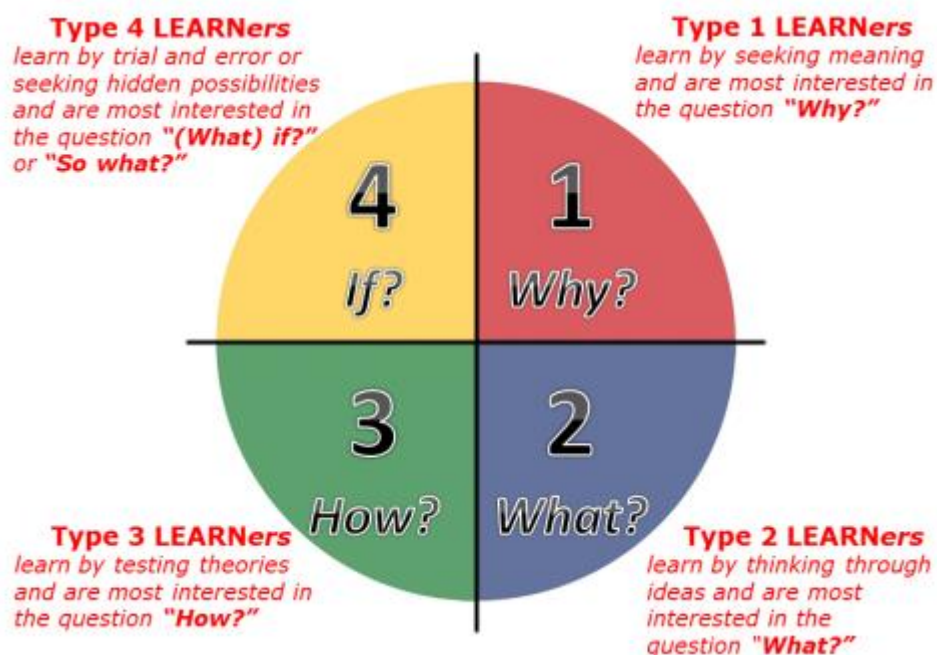 Type 4 LEARNers
learn by trial and error or
seeking hidden possibilities
and are most interested in
the question "(What) if?"
or "So what?"
Type 1 LEARNers
learn by seeking meaning
and are most interested in
the question "Why?"
4
If?
1
Why?
3
How?
2
What?
Type 3 LEARNers
learn by testing theories
and are most interested in
the question "How?"
Type 2 LEARNers
learn by thinking through
ideas and are most
interested in the
question "What?"